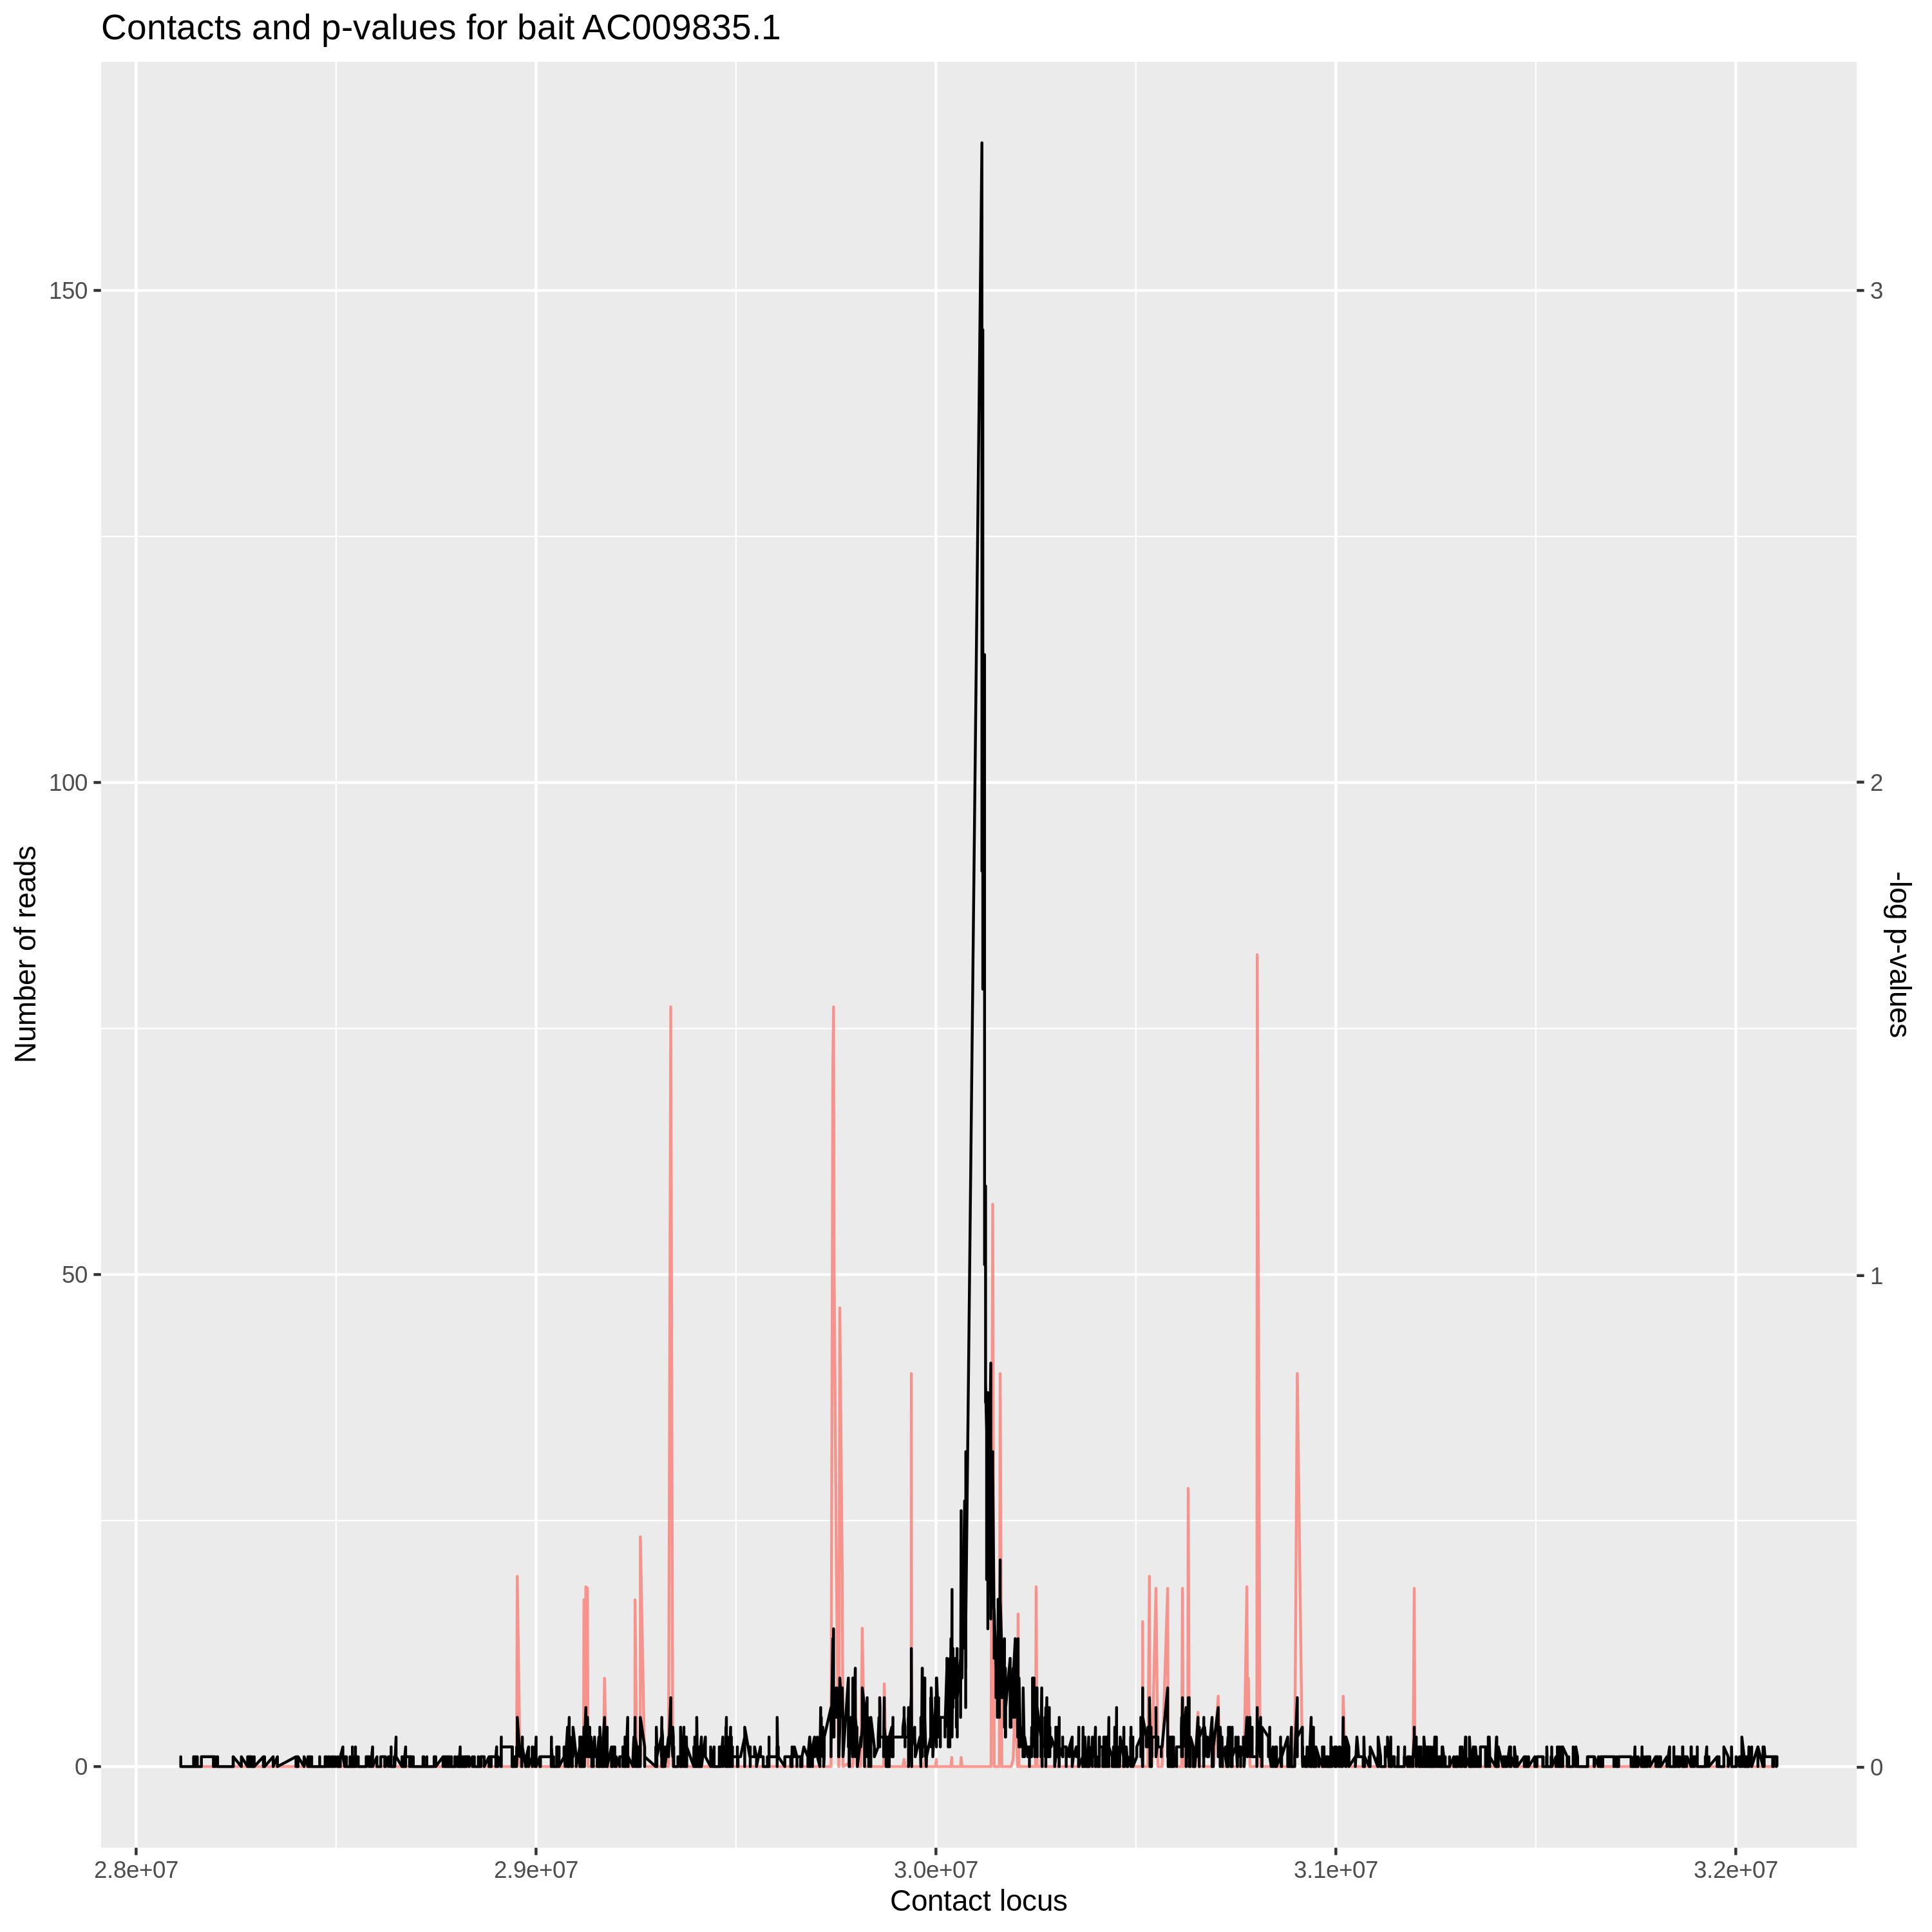 Contacts and p-values for bait AC009835.1
150
100
50
0
Number of reads
3
2
1
0
-log p-values
2.8e+07
2.9e+07
3.0e+07
3.1e+07
3.2e+07
Contact locus